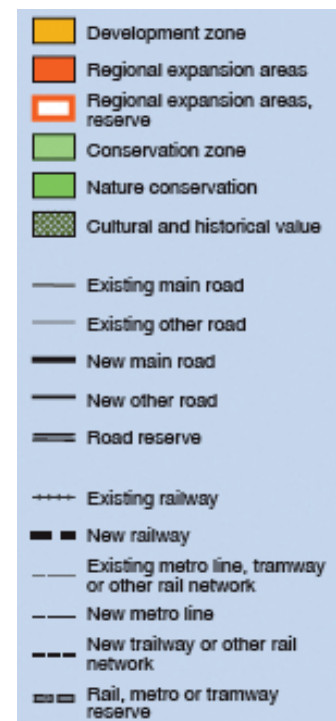 Development zone
Regional expansion areas
Regional expansion areas,
reserve
Conservation zone
Nature conservation
Cultural and historical value
Existing main road
Existing other road
New main road
New other road
Road reserve
Existing railway
New railway
Existing metro line, tramway
or other rail network
New metro line
New trailway or other rail
network
Rail, metro or tramway
reserve